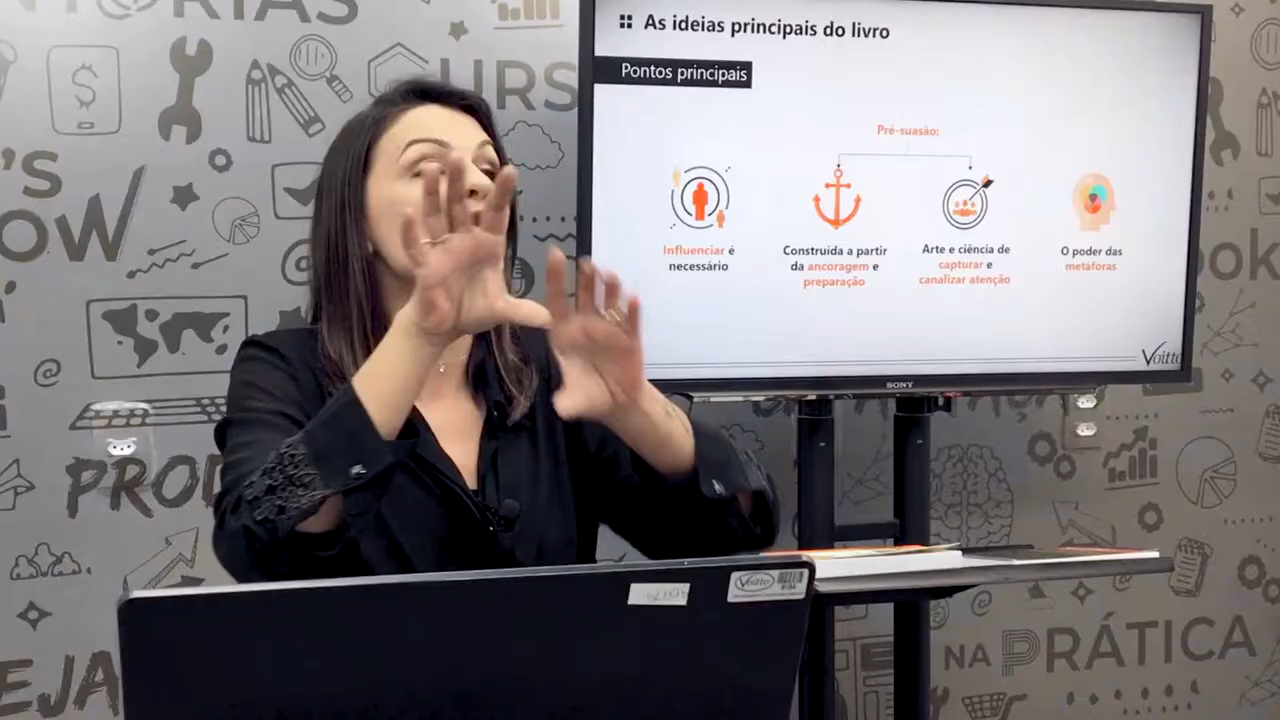 As ideias principais do livro
Pontos principais
Pré-suasão:
Influenciar é
necessário
Construída a partir
da ancoragem e
preparação
Arte e ciência de
capturar e
canalizar atenção
O poder das
metáforas
Voitto
SONY
Voitto
'S
OW
@
@
@
NA PRÁTICA